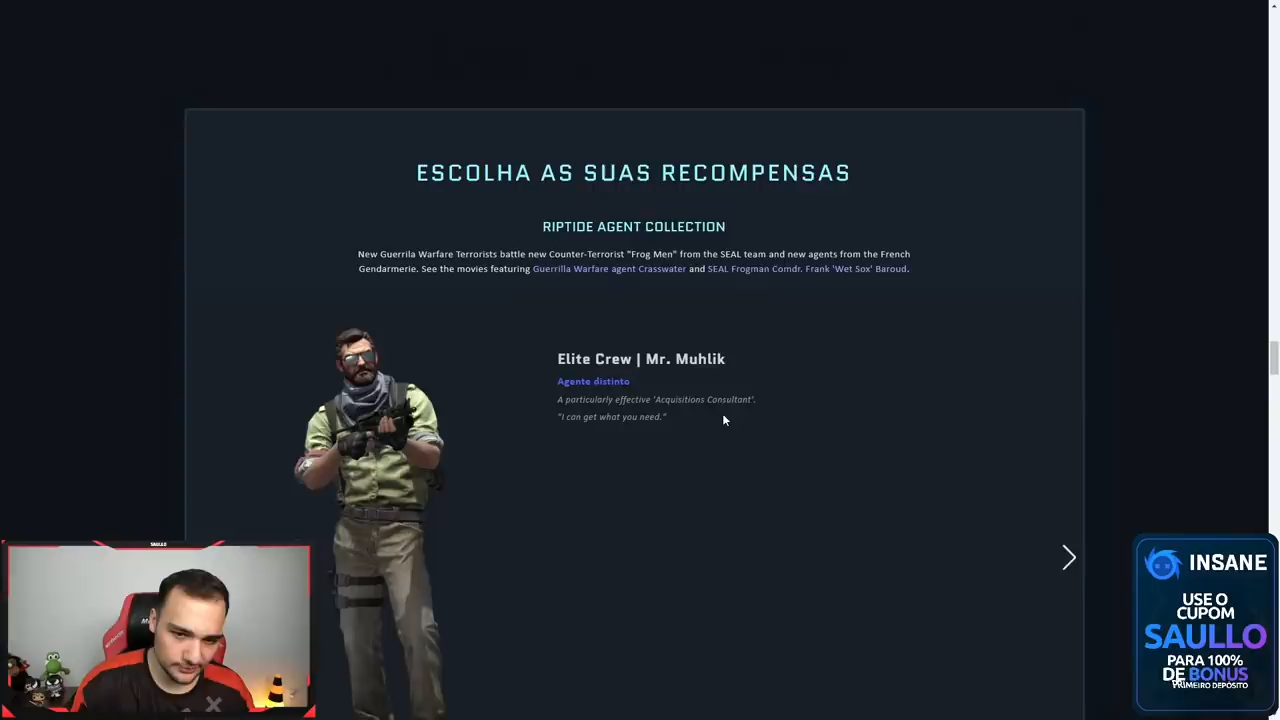 ESCOLHA AS SUAS RECOMPENSAS
RIPTIDE AGENT COLLECTION
New Guerrila Warfare Terrorists battle new Counter-Terrorist "Frog Men" from the SEAL team and new agents from the French
Gendarmerie. See the movies featuring Guerrilla Warfare agent Crasswater and SEAL Frogman Comdr. Frank 'Wet Sox' Baroud.
Elite Crew | Mr. Muhlik
Agente distinto
A particularly effective 'Acquisitions Consultant'.
"I can get what you need."
SAULLO
INSANE
USE O
CUPOM
SAULLO
PARA 100%
DE BONUS
PRIMEIRO DEPÓSITO